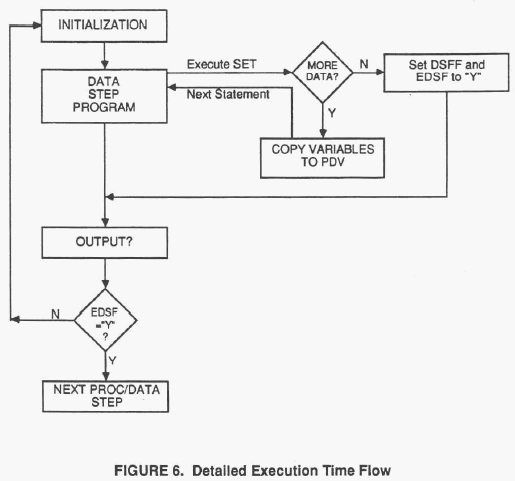 INITIALIZATION
DATA
STEP
PROGRAM
Execute SET
Next Statement
MORE
DATA?
N
Set DSFF and
EDSF to "Y"
Y
COPY VARIABLES
TO PDV
OUTPUT?
EDSF
="Y"
?
N
Y
NEXT PROC/DATA
STEP
FIGURE 6. Detailed Execution Time Flow